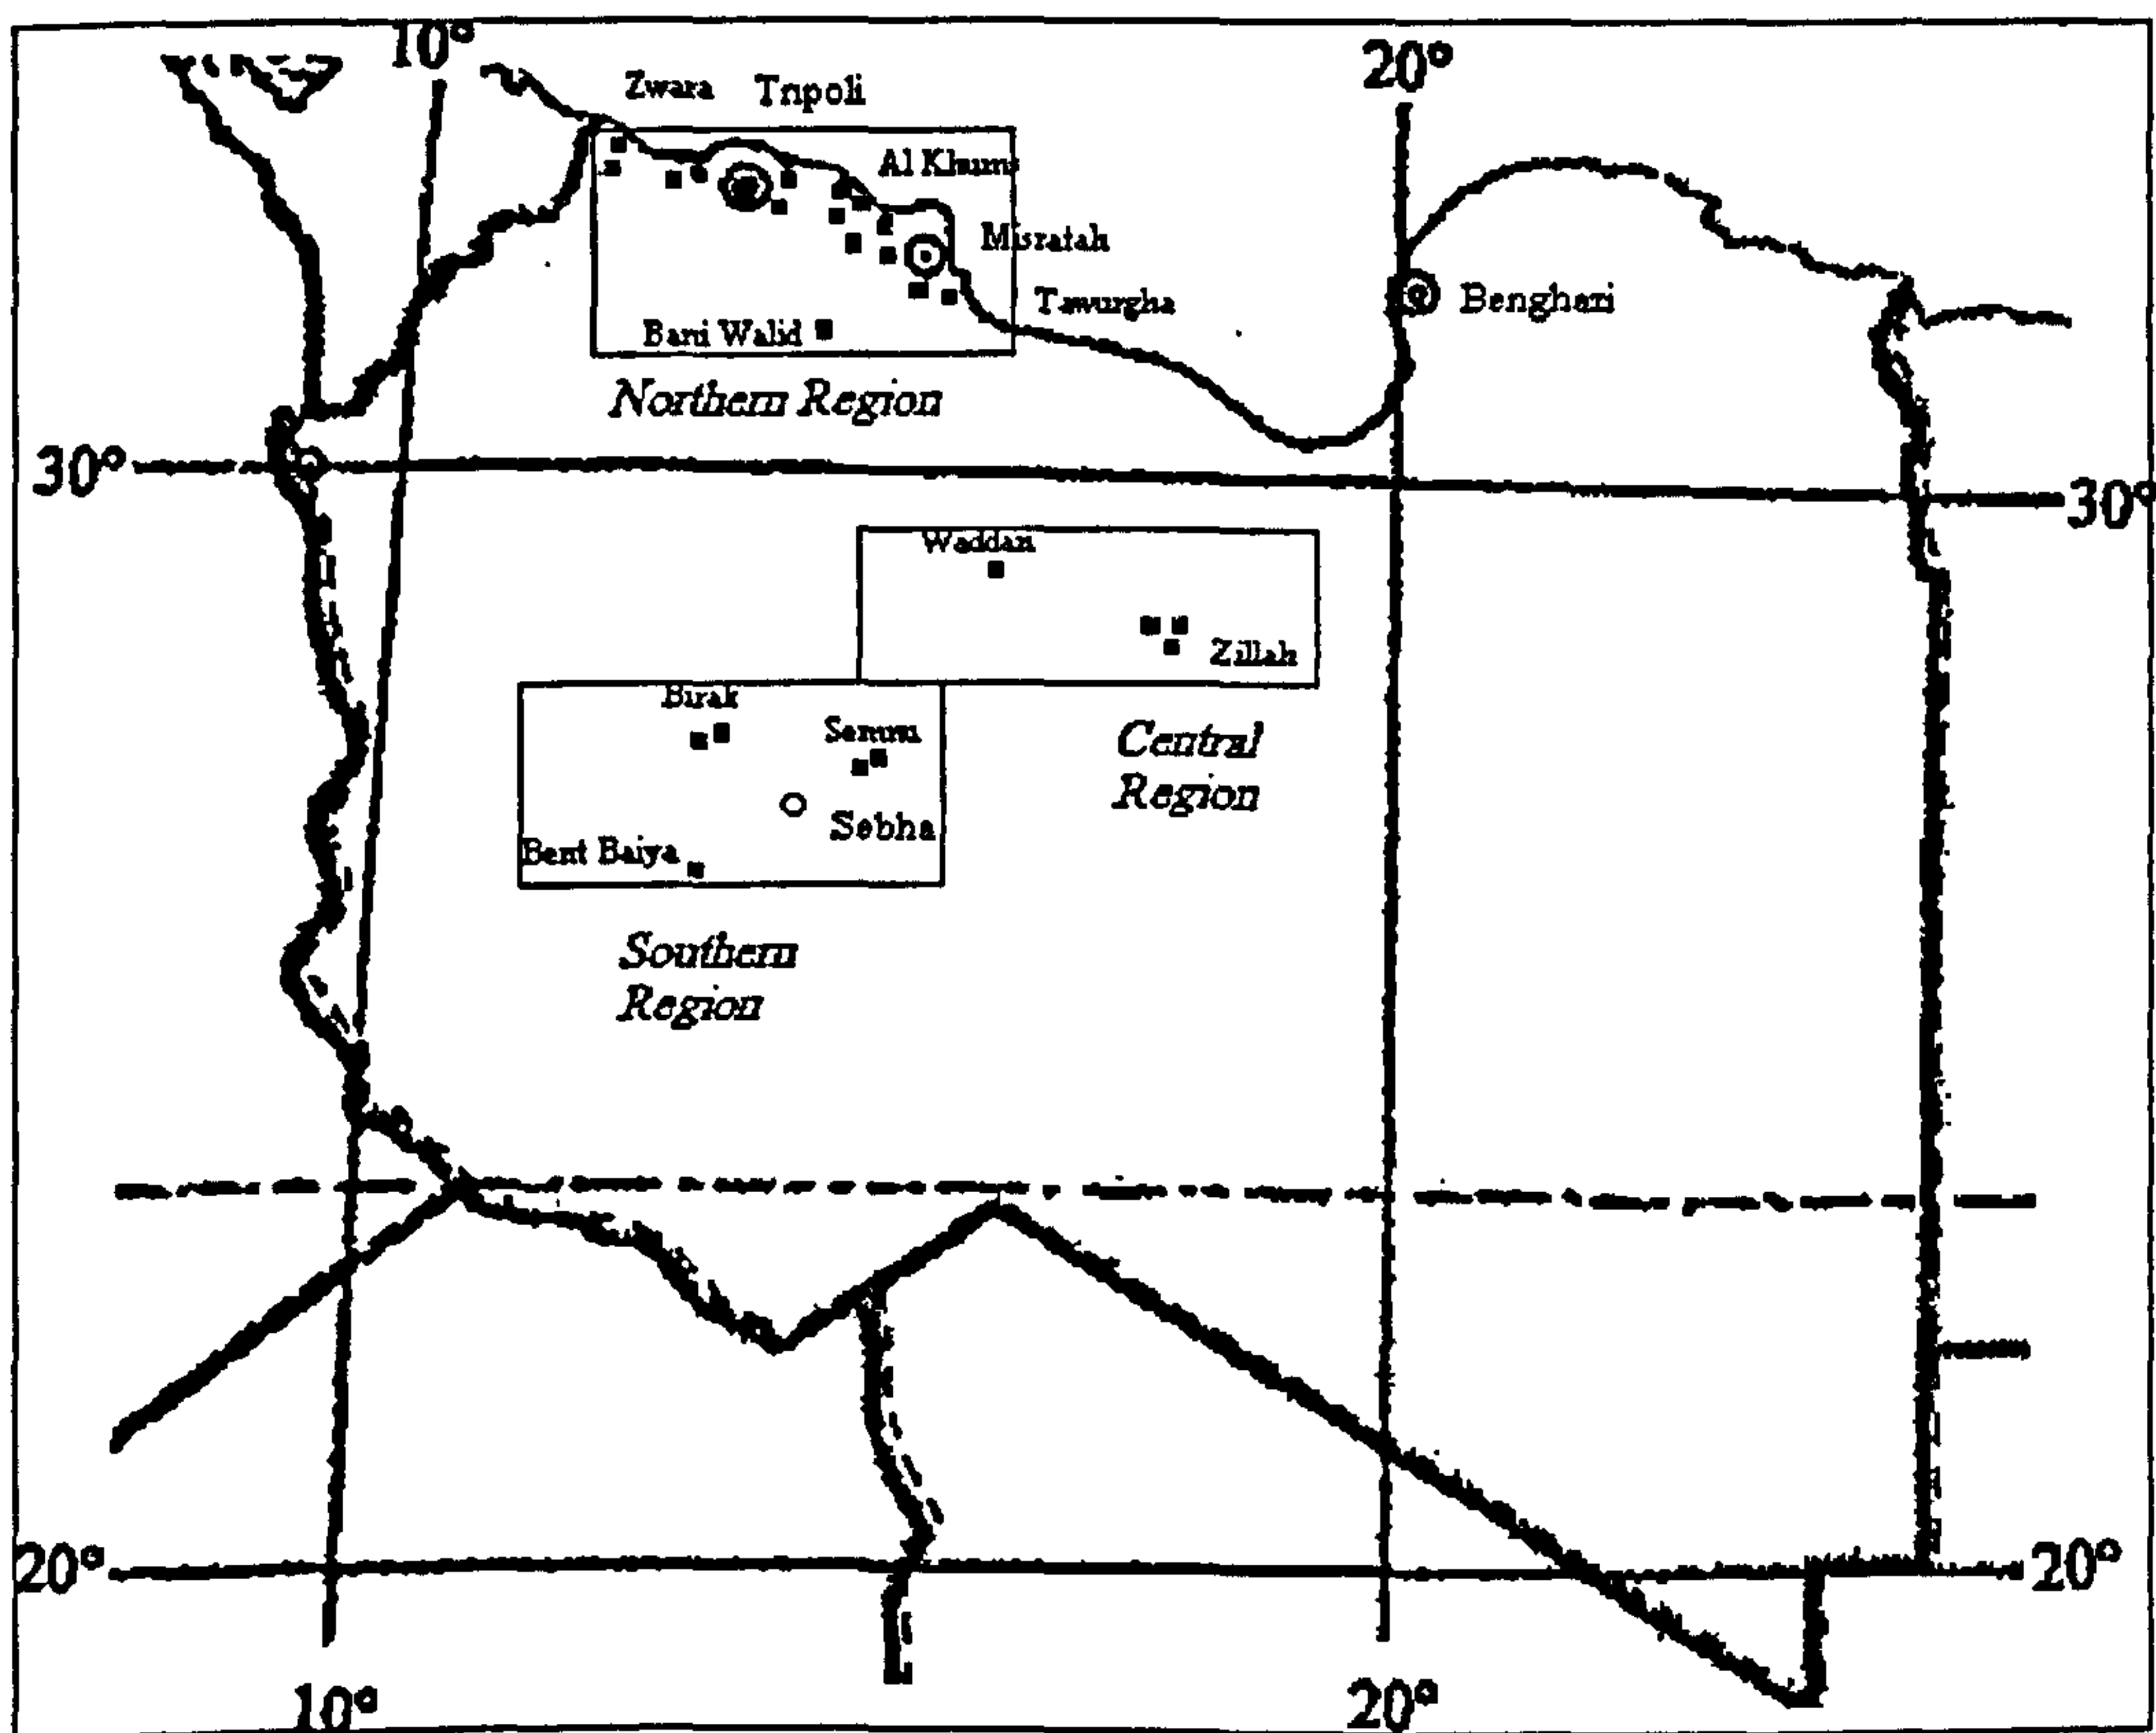 10° 20°
Zwara Tripoli
Al Khums
Misratah
Tawurgha
Benghazi
Bani Walid
Northern Region
30° 30°
Waddan
Zillah
Birak
Semnu
Central
Region
Sebha
Bent Baiya
Southern
Region
20° 20°
10° 20°